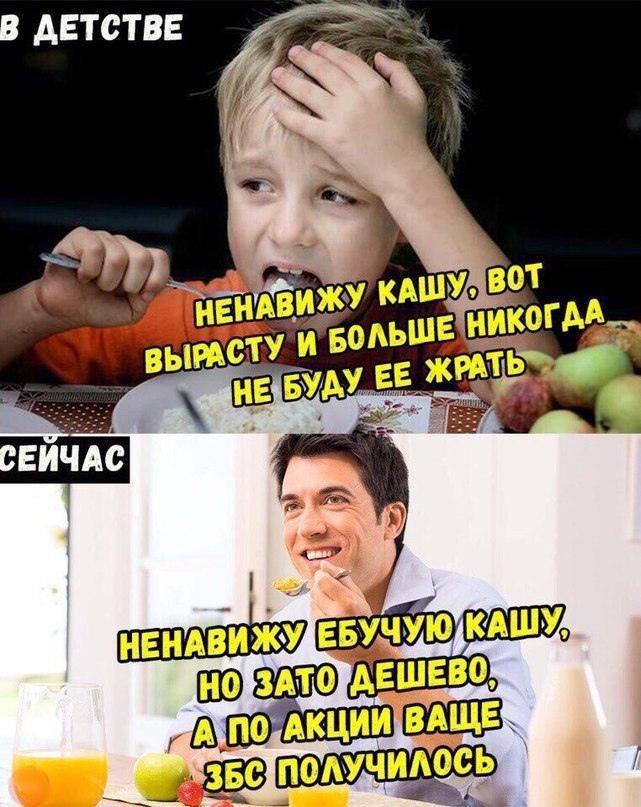 В ДЕТСТВЕ
НЕНАВИЖУ КАШУ, ВОТ
ВЫРАСТУ И БОЛЬШЕ НИКОГДА
НЕ БУДУ ЕЕ ЖРАТЬ
СЕЙЧАС
НЕНАВИЖУ ЕБУЧУЮ КАШУ,
НО ЗАТО ДЕШЕВО,
А ПО АКЦИИ ВАЩЕ
ЗБС ПОЛУЧИЛОСЬ